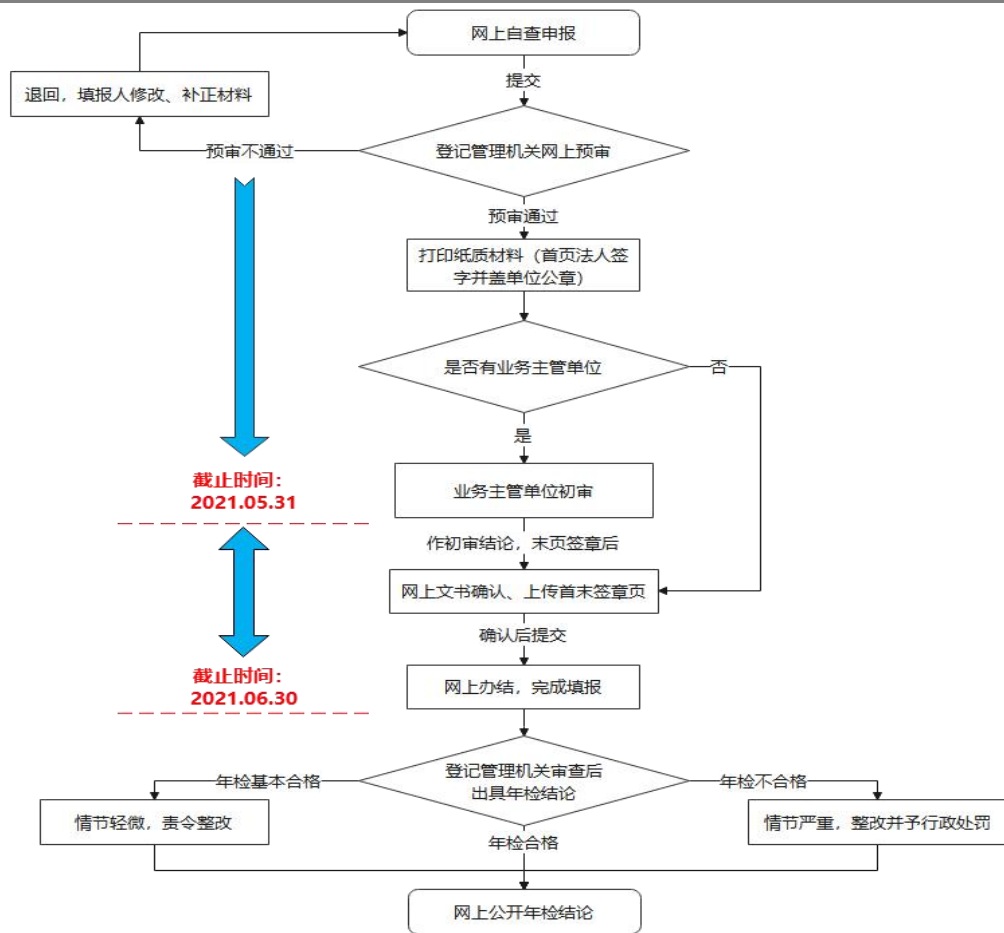 网上自查申报
提交
退回，填报人修改、补正材料
预审不通过
登记管理机关网上预审
预审通过
打印纸质材料（首页法人签
字并盖单位公章）
是否有业务主管单位
否
是
截止时间：
2021.05.31
业务主管单位初审
作初审结论，末页签章后
网上文书确认、上传首末签章页
确认后提交
截止时间：
2021.06.30
网上办结，完成填报
登记管理机关审查后
出具年检结论
年检基本合格
年检不合格
情节轻微，责令整改
年检合格
情节严重，整改并予行政处罚
网上公开年检结论